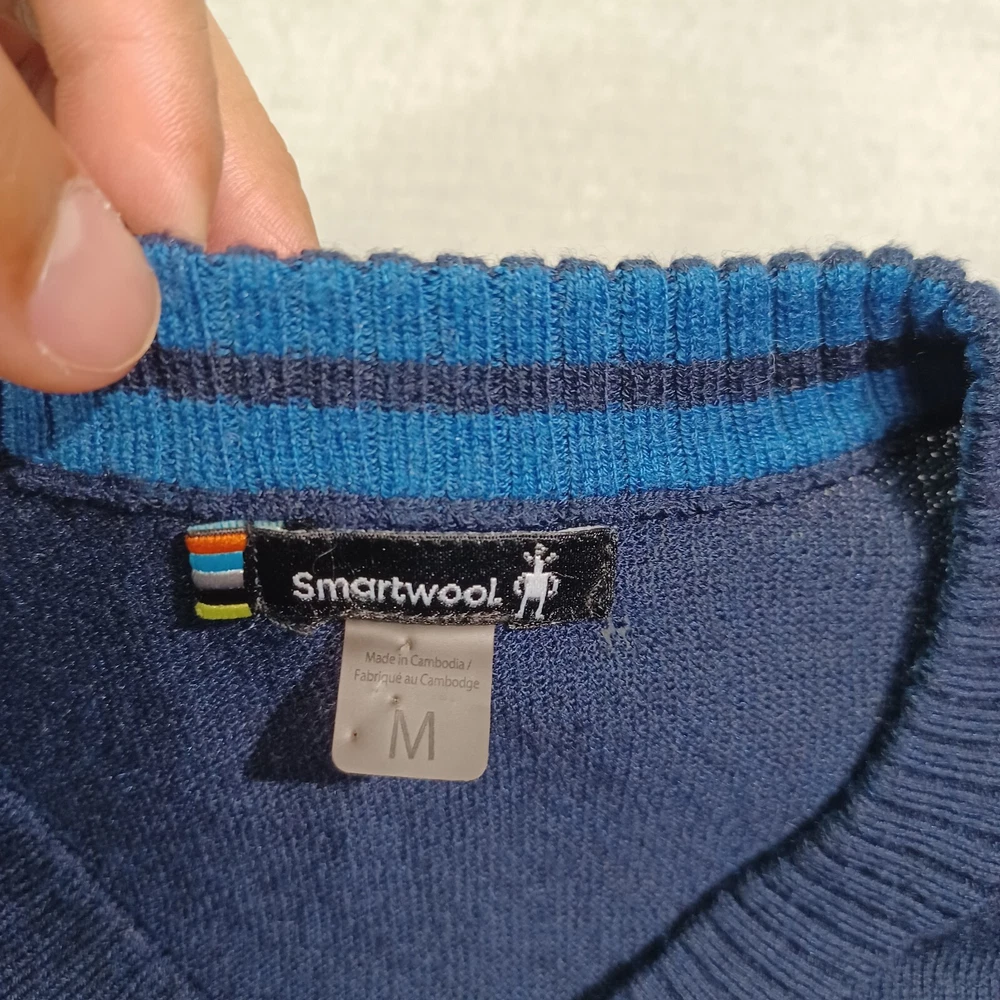 Smartwool
Made in Cambodia /
Fabriqué au Cambodge
M